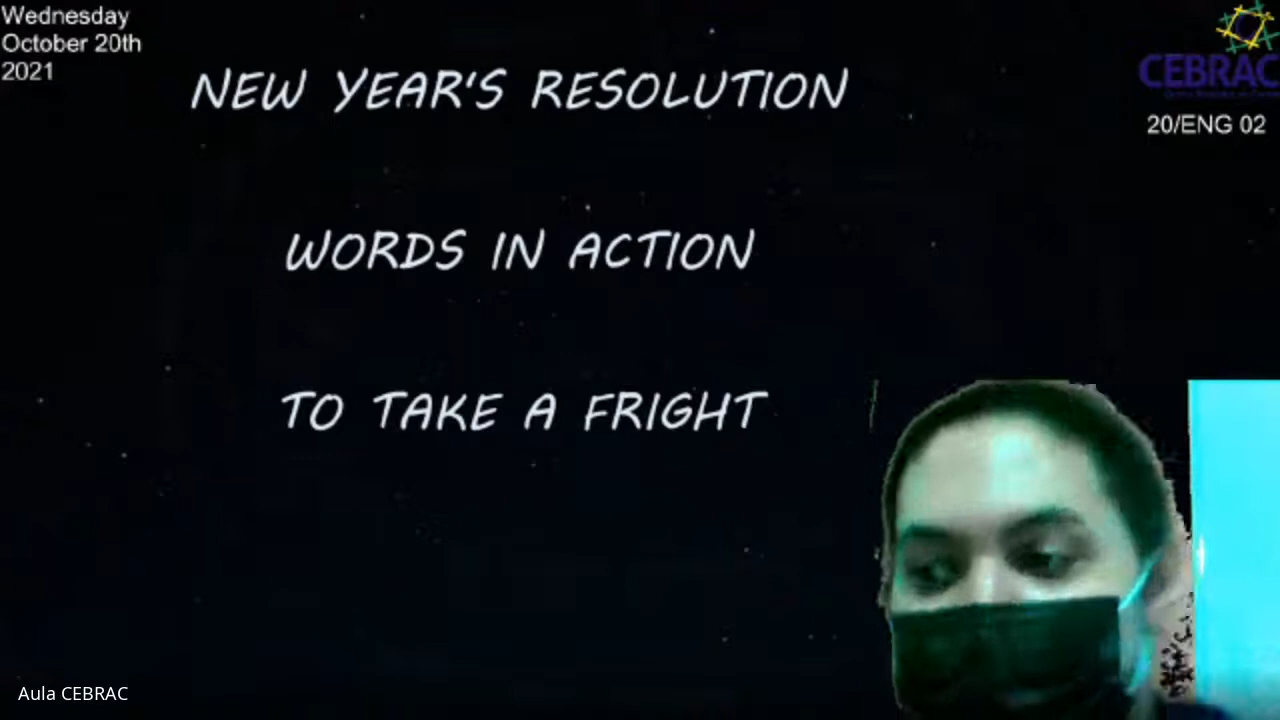 Wednesday
October 20th
2021
NEW YEAR'S RESOLUTION
CEBRAC
20/ENG 02
WORDS IN ACTION
TO TAKE A FRIGHT
Aula CEBRAC